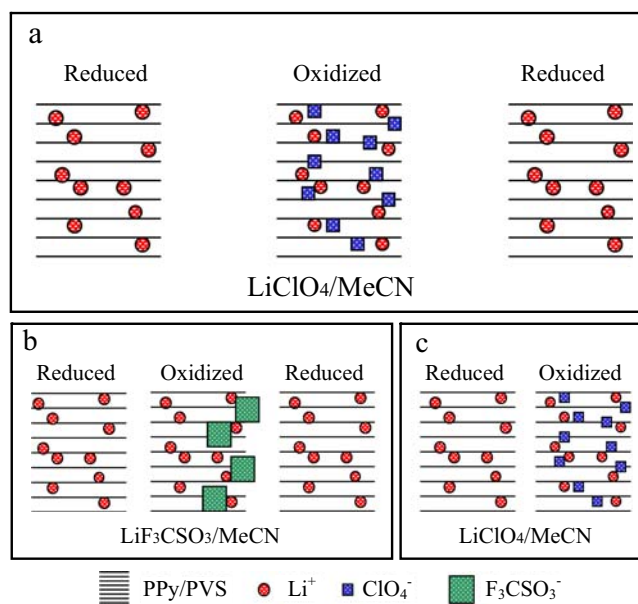 a
Reduced Oxidized Reduced
LiClO₄/MeCN
b
Reduced Oxidized Reduced
LiF₃CSO₃/MeCN
c
Reduced Oxidized
LiClO₄/MeCN
PPy/PVS Li⁺ ClO₄⁻ F₃CSO₃⁻